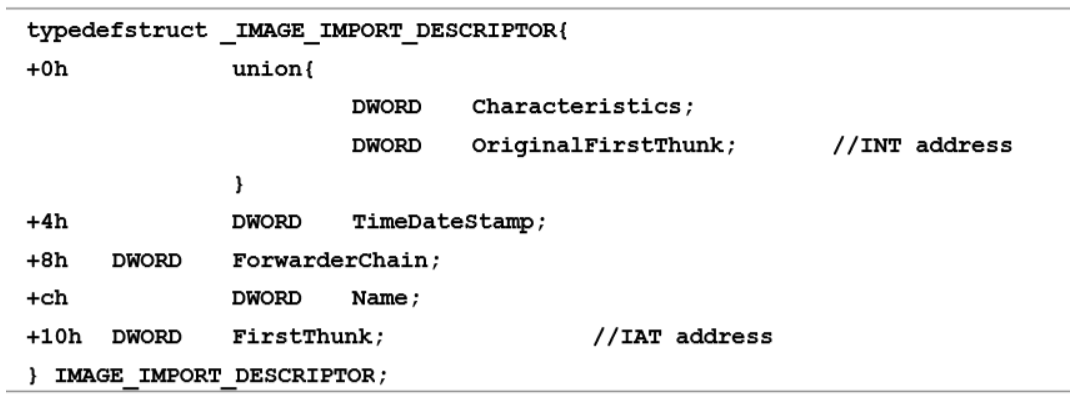 typedefstruct _IMAGE_IMPORT_DESCRIPTOR{
+0h union{
DWORD Characteristics;
DWORD OriginalFirstThunk; //INT address
}
+4h DWORD TimeDateStamp;
+8h DWORD ForwarderChain;
+ch DWORD Name;
+10h DWORD FirstThunk; //IAT address
} IMAGE_IMPORT_DESCRIPTOR;